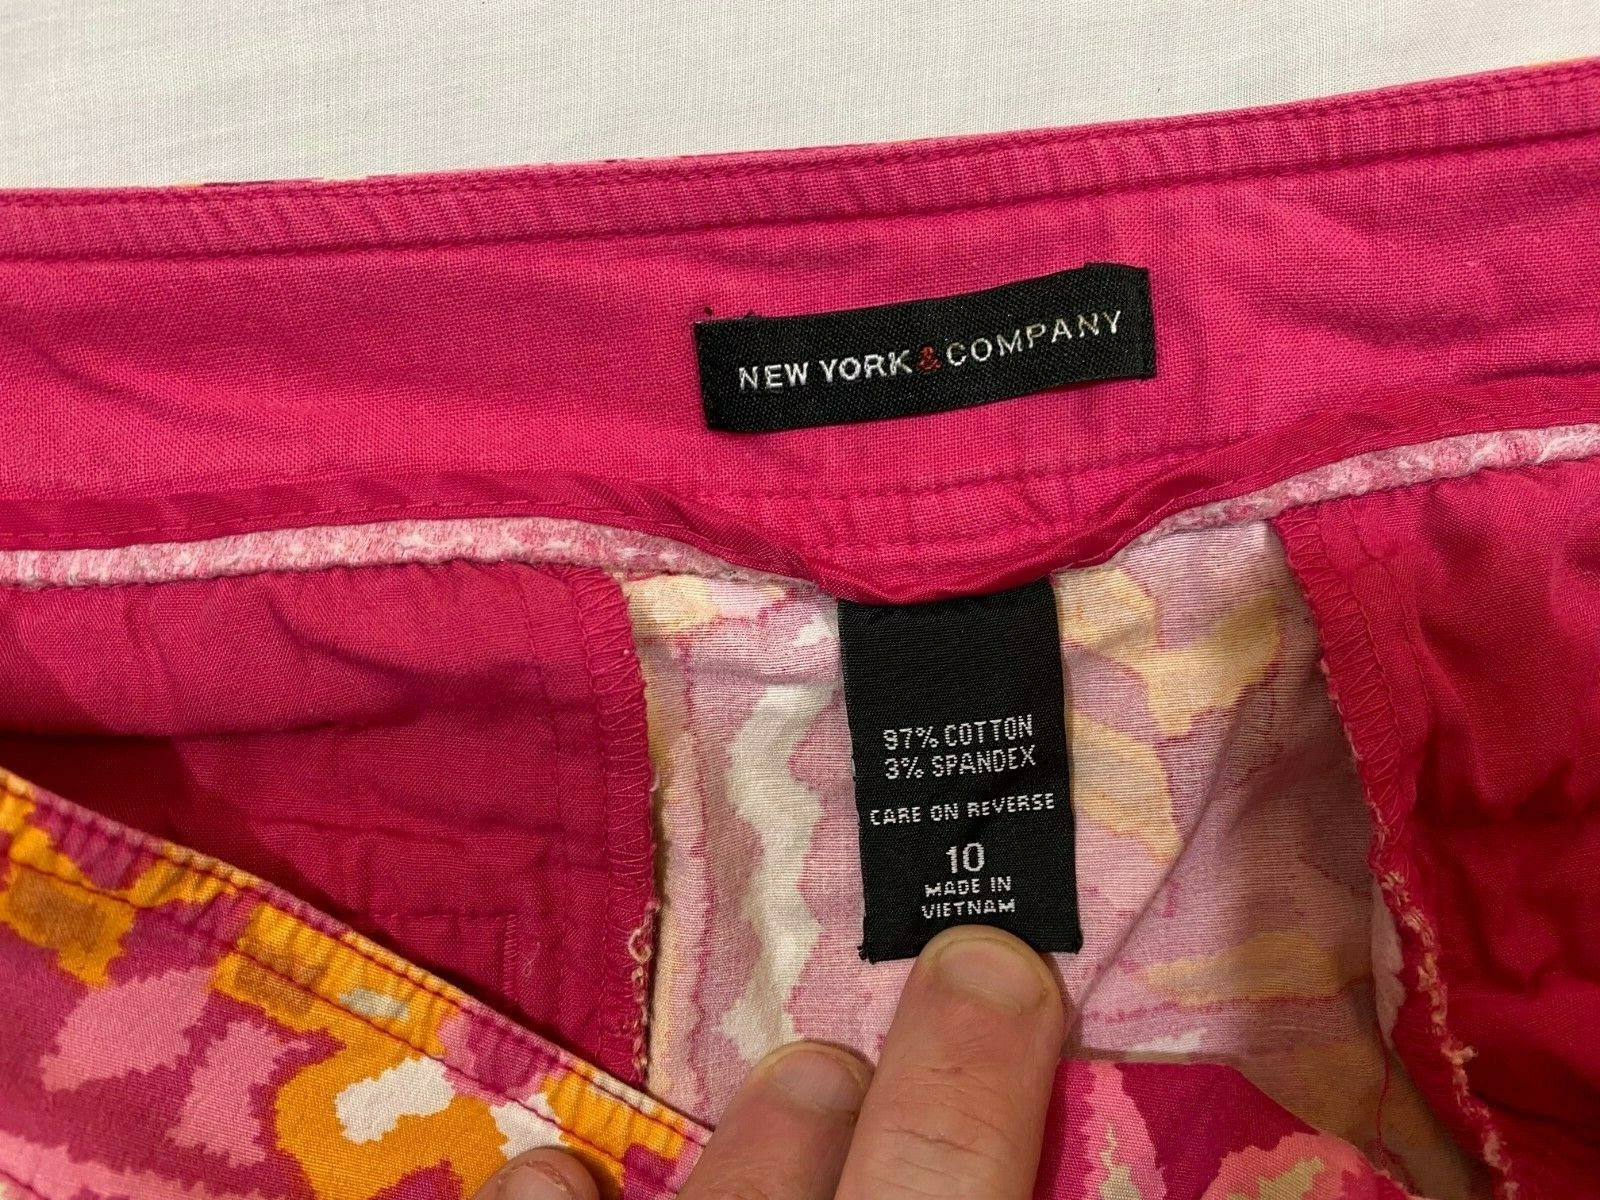 NEW YORK & COMPANY
97% COTTON
3% SPANDEX
CARE ON REVERSE
10
MADE IN
VIETNAM